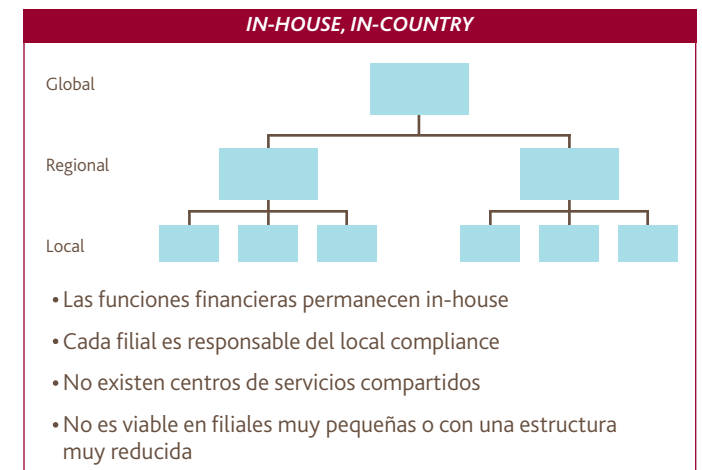 IN-HOUSE, IN-COUNTRY
Global
Regional
Local
• Las funciones financieras permanecen in-house
• Cada filial es responsable del local compliance
• No existen centros de servicios compartidos
• No es viable en filiales muy pequeñas o con una estructura
muy reducida